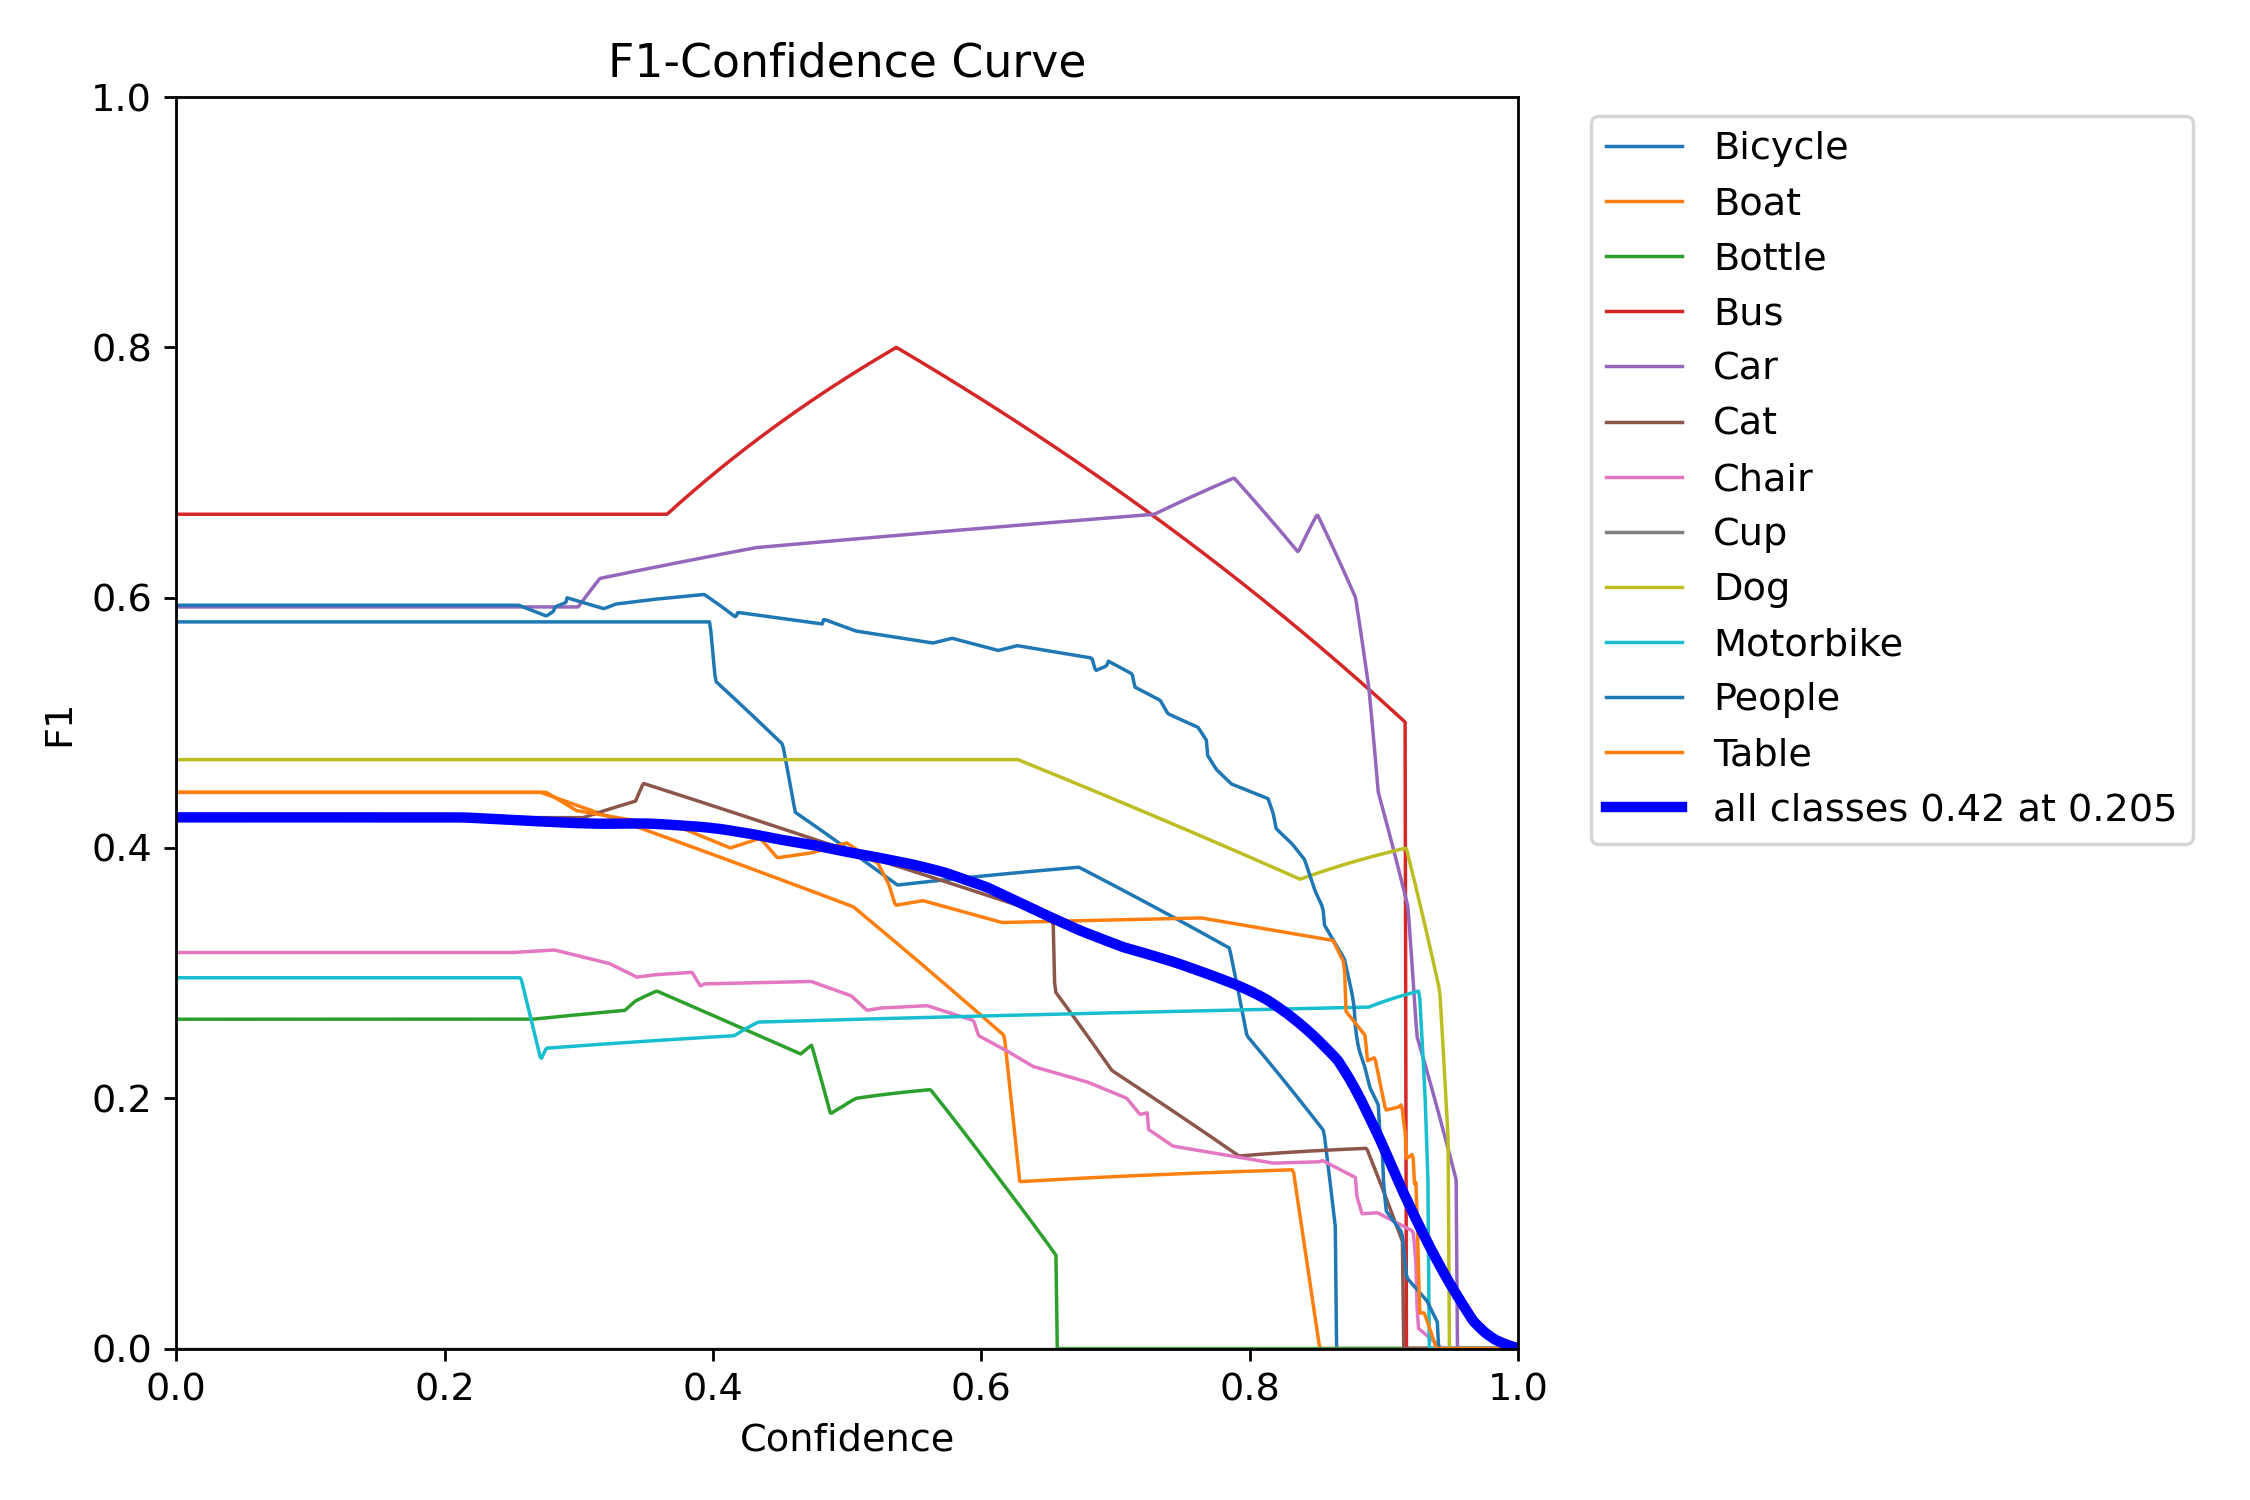 F1-Confidence Curve
1.0
0.8
0.6
0.4
0.2
0.0
F1
0.0 0.2 0.4 0.6 0.8 1.0
Confidence
Bicycle
Boat
Bottle
Bus
Car
Cat
Chair
Cup
Dog
Motorbike
People
Table
all classes 0.42 at 0.205